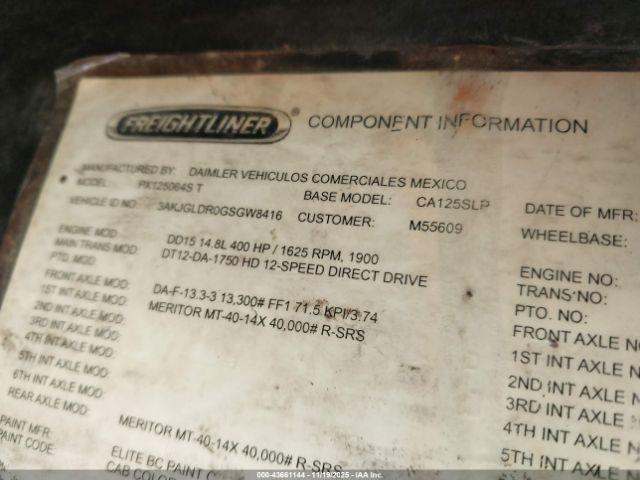 FREIGHTLINER® COMPONENT INFORMATION
MANUFACTURED BY: DAIMLER VEHICULOS COMERCIALES MEXICO
MODEL: PX125064S T BASE MODEL: CA125SLP DATE OF MFR:
VEHICLE ID NO: 3AKJGLDR0GSGW8416 CUSTOMER: M55609 WHEELBASE:
ENGINE MOD: DD15 14.8L 400 HP / 1625 RPM, 1900 ENGINE NO:
MAIN TRANS MOD: DT12-DA-1750 HD 12-SPEED DIRECT DRIVE TRANS NO:
PTO. MOD: PTO. NO:
FRONT AXLE MOD: DA-F-13.3-3 13,300# FF1 71.5 KPI/3.74 FRONT AXLE N
1ST INT AXLE MOD: MERITOR MT-40-14X 40,000# R-SRS 1ST INT AXLE N
2ND INT AXLE MOD: 2ND INT AXLE
3RD INT AXLE MOD: 3RD INT AXLE
4TH INT AXLE MOD: 4TH INT AXLE
5TH INT AXLE MOD: 5TH INT AXLE
6TH INT AXLE MOD:
REAR AXLE MOD: MERITOR MT-40-14X 40,000# R-SRS
PAINT MFR: ELITE BC PAINT
PAINT CODE: CAB COLO
#43661144 - 11/19/2025 - IAA Inc.